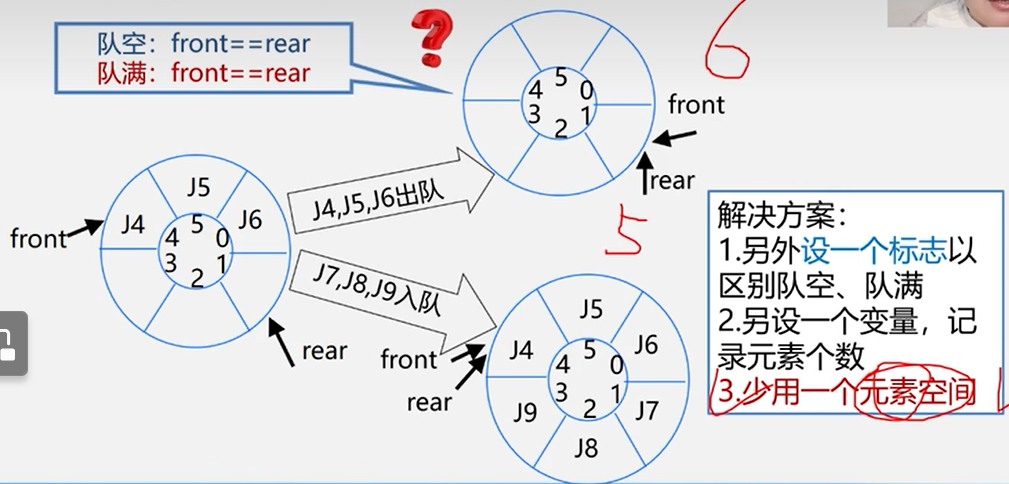 队空：front==rear
队满：front==rear
?
6
5
4
0
3
1
2
front
rear
J4,J5,J6出队
5
J5
J4
J6
5
4
0
3
1
2
front
rear
J7,J8,J9入队
J5
J4
J6
5
4
0
3
1
2
J9
J7
J8
front
rear
解决方案：
1.另外设一个标志以
区别队空、队满
2.另设一个变量，记
录元素个数
3.少用一个元素空间